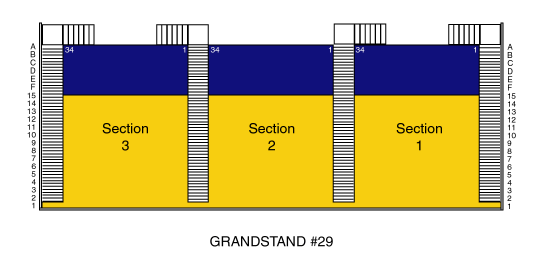 34 1 34 1 34 1
A A
B B
C C
D D
E E
F F
15 15
14 14
13 13
12 12
11 11
10 10
9 9
8 8
7 7
6 6
5 5
4 4
3 3
2 2
1 1
Section Section Section
3 2 1
GRANDSTAND #29